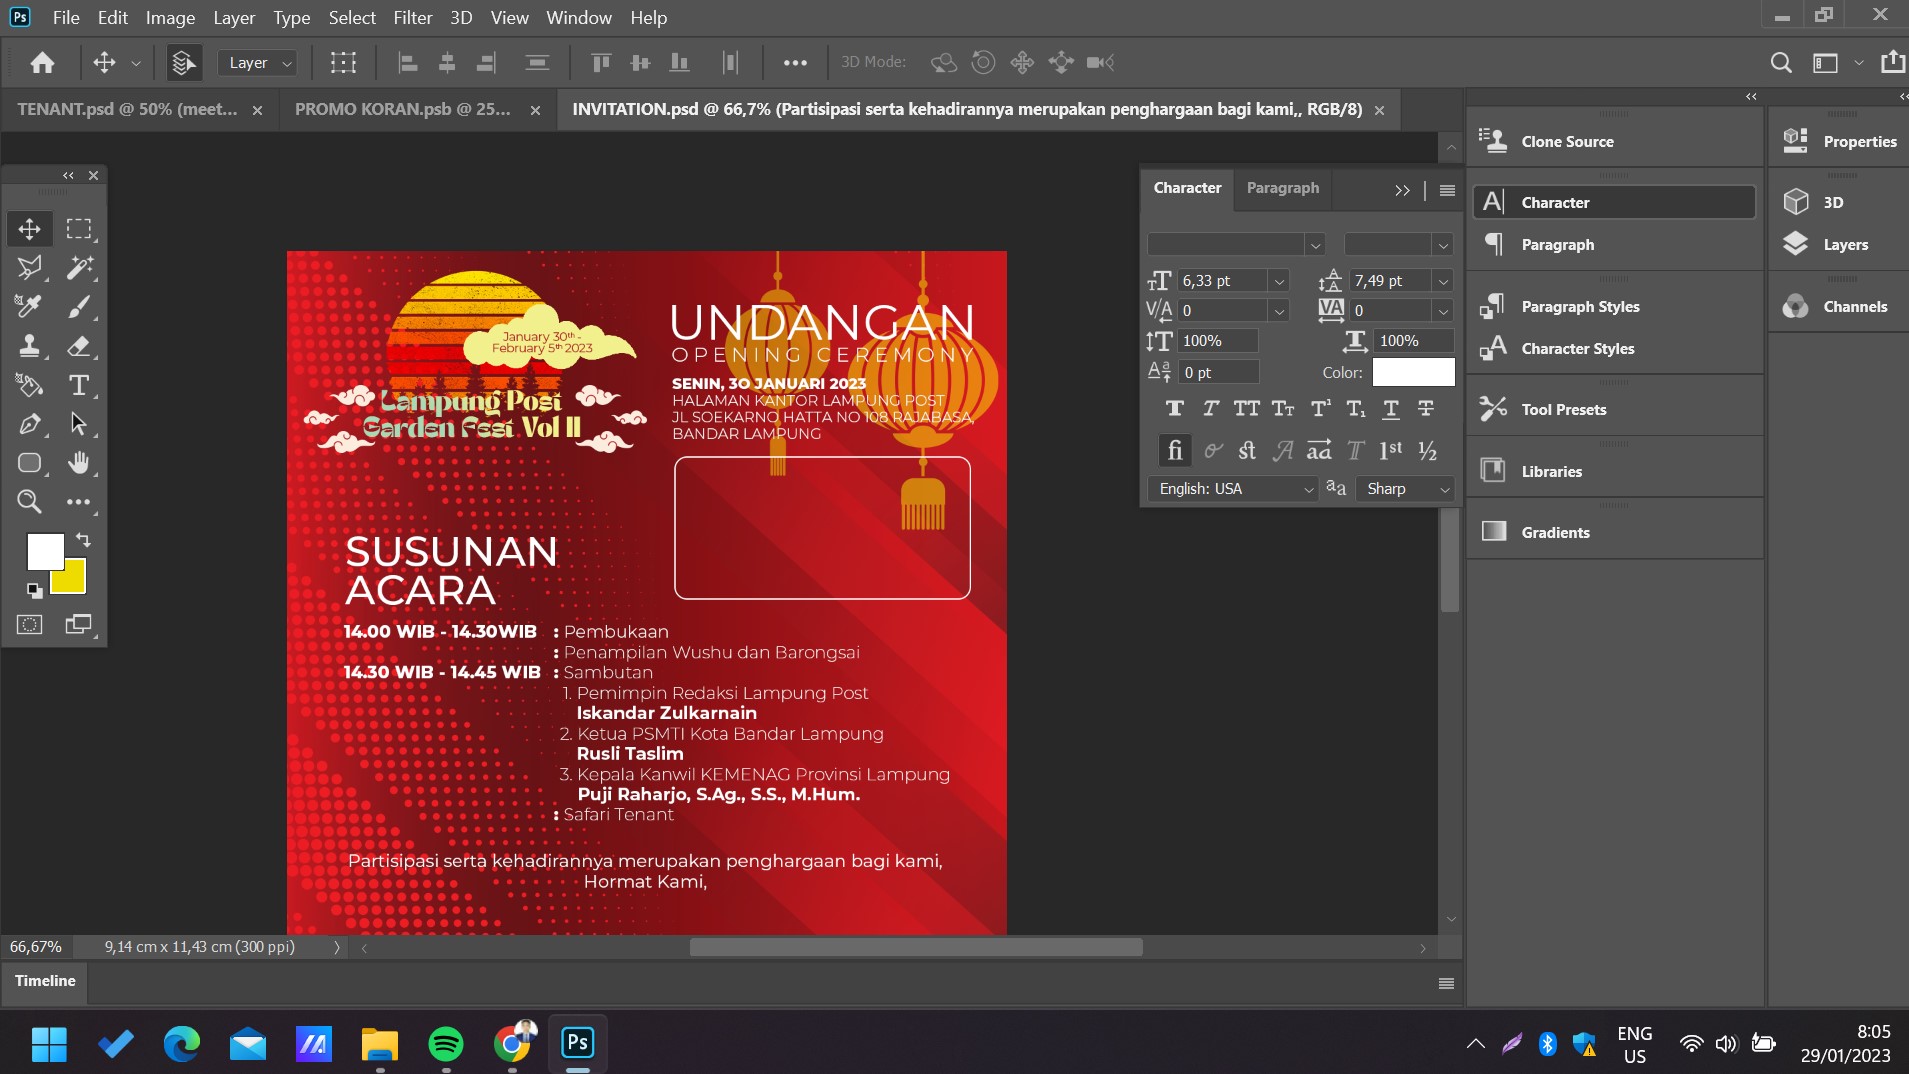 Ps File Edit Image Layer Type Select Filter 3D View Window Help
Layer 3D Mode:
TENANT.psd @ 50% (meet... PROMO KORAN.psb @ 25... INVITATION.psd @ 66,7% (Partisipasi serta kehadirannya merupakan penghargaan bagi kami,, RGB/8)
January 30th -
February 5th 2023
Lampung Post
Garden Fest Vol II
UNDANGAN
OPENING CEREMONY
SENIN, 3O JANUARI 2023
HALAMAN KANTOR LAMPUNG POST
JL SOEKARNO HATTA NO 108 RAJABASA,
BANDAR LAMPUNG
SUSUNAN
ACARA
14.00 WIB - 14.30WIB : Pembukaan
: Penampilan Wushu dan Barongsai
14.30 WIB - 14.45 WIB : Sambutan
1. Pemimpin Redaksi Lampung Post
Iskandar Zulkarnain
2. Ketua PSMTI Kota Bandar Lampung
Rusli Taslim
3. Kepala Kanwil KEMENAG Provinsi Lampung
Puji Raharjo, S.Ag., S.S., M.Hum.
: Safari Tenant
Partisipasi serta kehadirannya merupakan penghargaan bagi kami,
Hormat Kami,
Character Paragraph
6,33 pt 7,49 pt
0 0
100% 100%
0 pt Color:
English: USA Sharp
Clone Source
Character
Paragraph
Paragraph Styles
Character Styles
Tool Presets
Libraries
Gradients
Properties
3D
Layers
Channels
66,67% 9,14 cm x 11,43 cm (300 ppi)
Timeline
Ps
ENG
US
8:05
29/01/2023